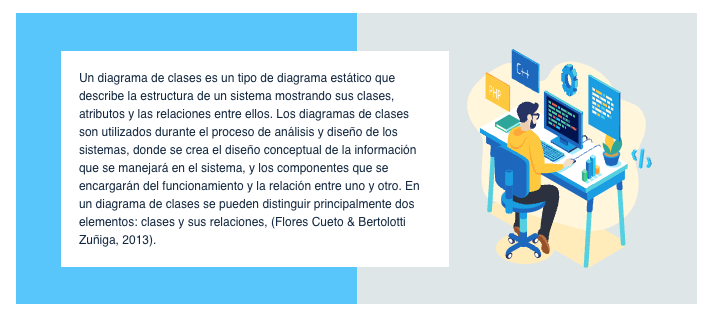 Un diagrama de clases es un tipo de diagrama estático que
describe la estructura de un sistema mostrando sus clases,
atributos y las relaciones entre ellos. Los diagramas de clases
son utilizados durante el proceso de análisis y diseño de los
sistemas, donde se crea el diseño conceptual de la información
que se manejará en el sistema, y los componentes que se
encargarán del funcionamiento y la relación entre uno y otro. En
un diagrama de clases se pueden distinguir principalmente dos
elementos: clases y sus relaciones, (Flores Cueto & Bertolotti
Zuñiga, 2013).
C++
PHP
</>